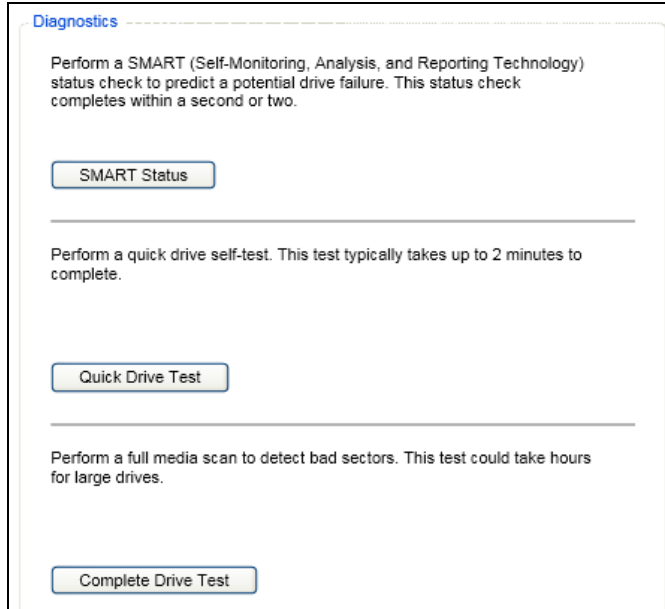 Diagnostics
Perform a SMART (Self-Monitoring, Analysis, and Reporting Technology)
status check to predict a potential drive failure. This status check
completes within a second or two.
SMART Status
Perform a quick drive self-test. This test typically takes up to 2 minutes to
complete.
Quick Drive Test
Perform a full media scan to detect bad sectors. This test could take hours
for large drives.
Complete Drive Test